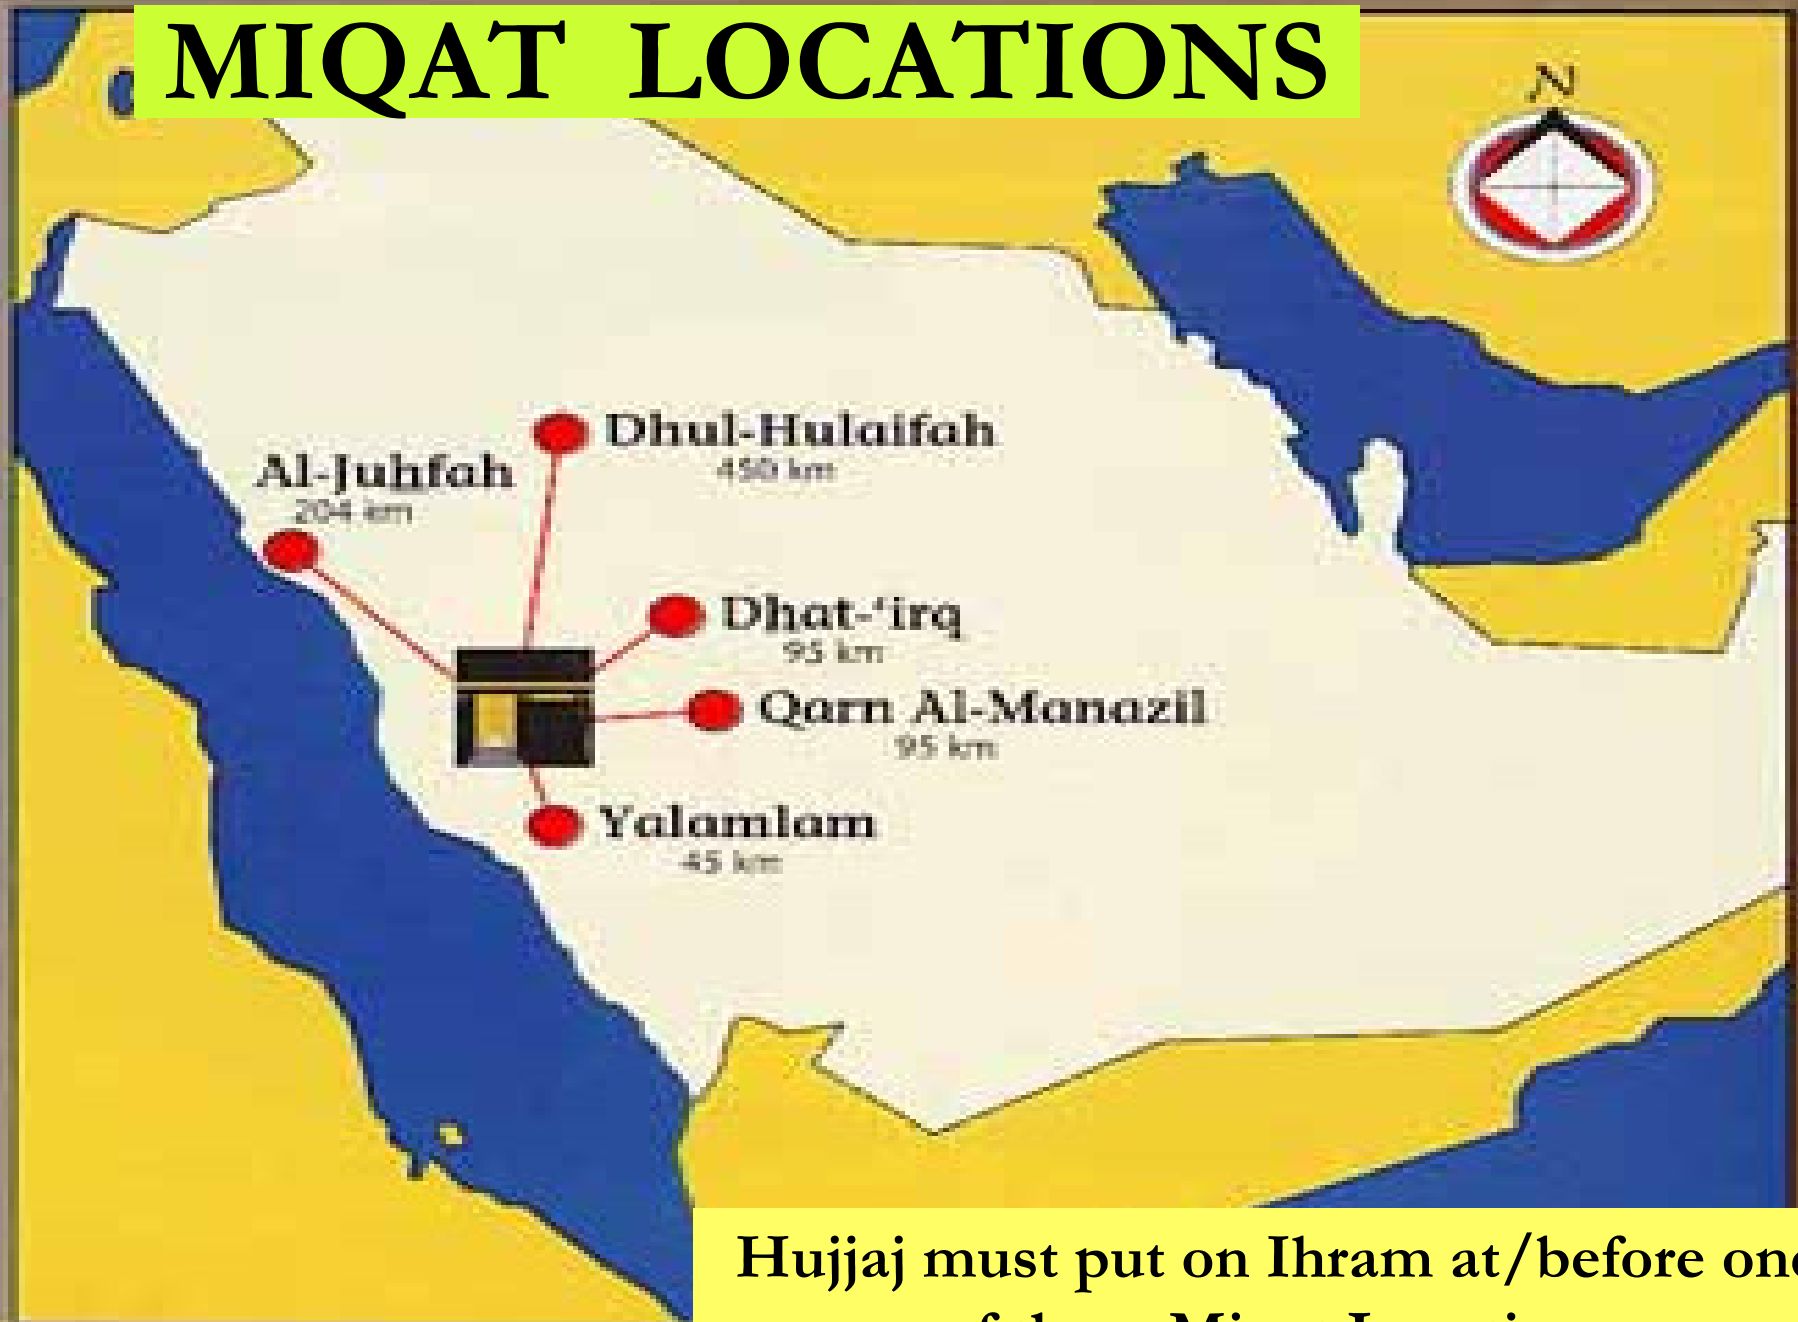 MIQAT LOCATIONS
N
Dhul-Hulaifah
450 km
Al-Juhfah
204 km
Dhat-‘irq
95 km
Qarn Al-Manazil
95 km
Yalamlam
45 km
Hujjaj must put on Ihram at/before one